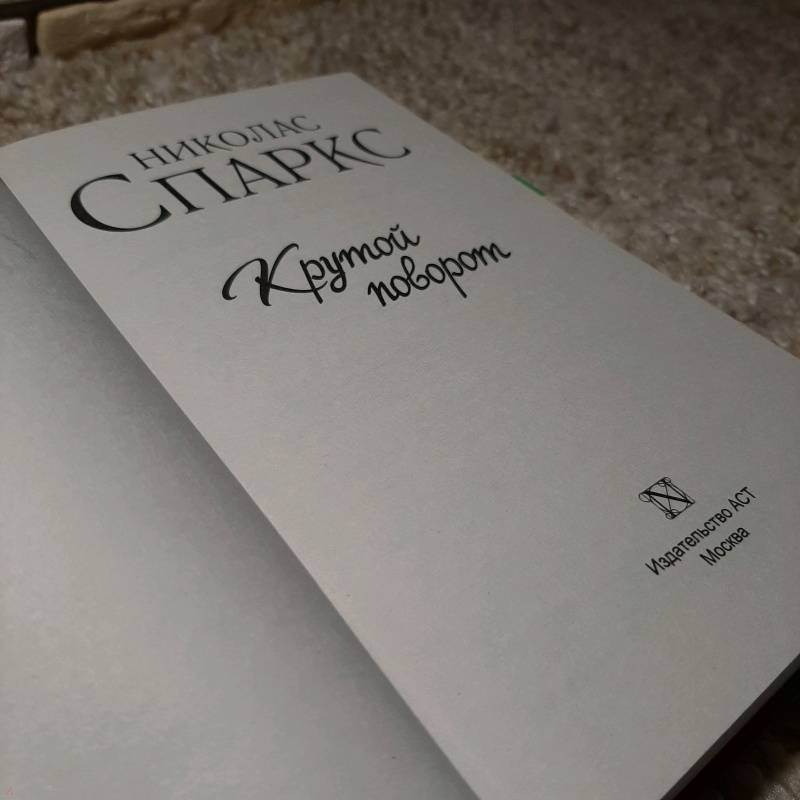 НИКОЛАС
СПАРКС
Крутой
поворот
N
Издательство АСТ
Москва